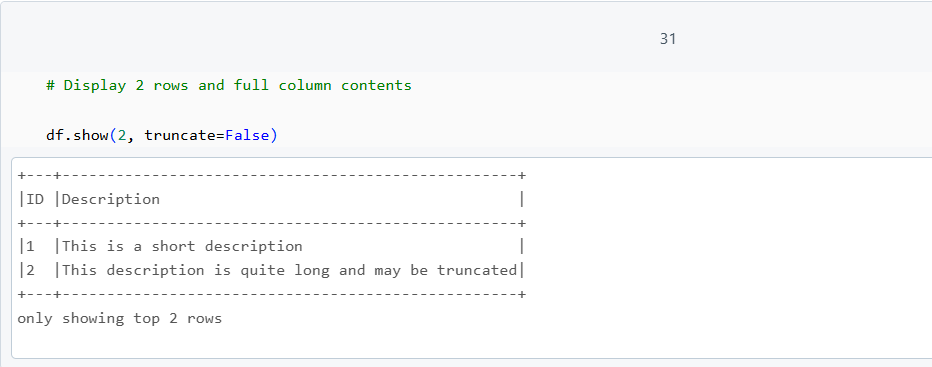 31
# Display 2 rows and full column contents
df.show(2, truncate=False)
+---+---------------------------------------------------+
|ID |Description                                        |
+---+---------------------------------------------------+
|1  |This is a short description                        |
|2  |This description is quite long and may be truncated|
+---+---------------------------------------------------+
only showing top 2 rows